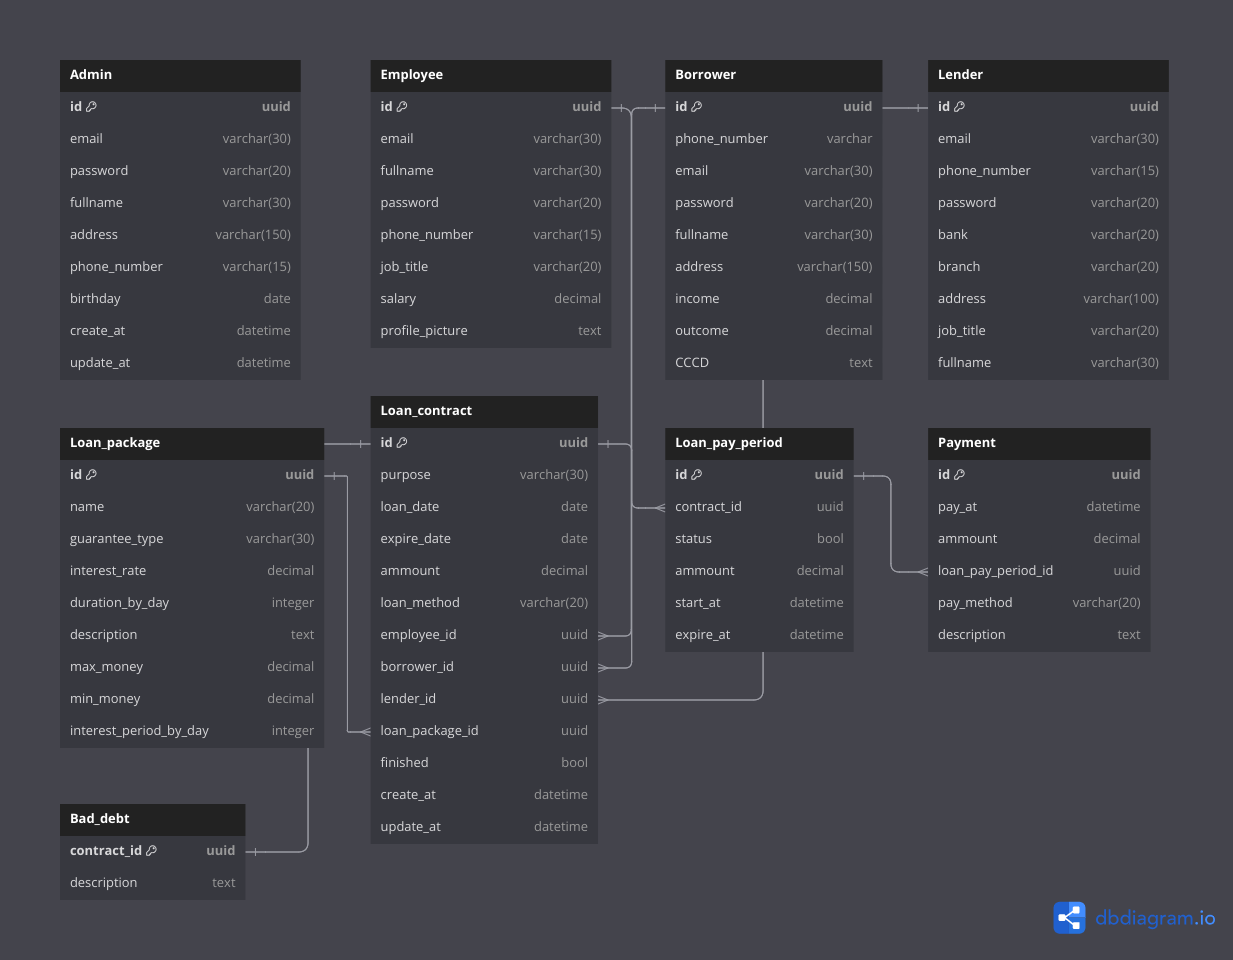 Admin
id uuid
email varchar(30)
password varchar(20)
fullname varchar(30)
address varchar(150)
phone_number varchar(15)
birthday date
create_at datetime
update_at datetime
Employee
id uuid
email varchar(30)
fullname varchar(30)
password varchar(20)
phone_number varchar(15)
job_title varchar(20)
salary decimal
profile_picture text
Borrower
id uuid
phone_number varchar
email varchar(30)
password varchar(20)
fullname varchar(30)
address varchar(150)
income decimal
outcome decimal
CCCD text
Lender
id uuid
email varchar(30)
phone_number varchar(15)
password varchar(20)
bank varchar(20)
branch varchar(20)
address varchar(100)
job_title varchar(20)
fullname varchar(30)
Loan_package
id uuid
name varchar(20)
guarantee_type varchar(30)
interest_rate decimal
duration_by_day integer
description text
max_money decimal
min_money decimal
interest_period_by_day integer
Loan_contract
id uuid
purpose varchar(30)
loan_date date
expire_date date
ammount decimal
loan_method varchar(20)
employee_id uuid
borrower_id uuid
lender_id uuid
loan_package_id uuid
finished bool
create_at datetime
update_at datetime
Loan_pay_period
id uuid
contract_id uuid
status bool
ammount decimal
start_at datetime
expire_at datetime
Payment
id uuid
pay_at datetime
ammount decimal
loan_pay_period_id uuid
pay_method varchar(20)
description text
Bad_debt
contract_id uuid
description text
dbdiagram.io